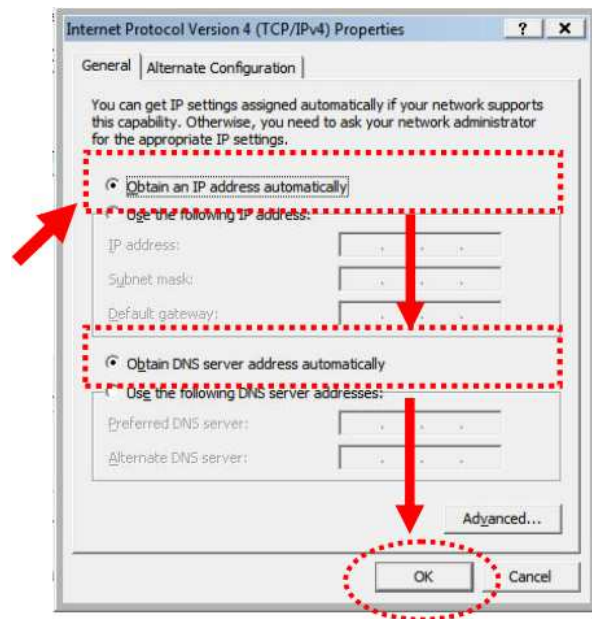 Internet Protocol Version 4 (TCP/IPv4) Properties
General
Alternate Configuration
You can get IP settings assigned automatically if your network supports
this capability. Otherwise, you need to ask your network administrator
for the appropriate IP settings.
Obtain an IP address automatically
Use the following IP address:
IP address:
Subnet mask:
Default gateway:
Obtain DNS server address automatically
Use the following DNS server addresses:
Preferred DNS server:
Alternate DNS server:
Advanced...
OK
Cancel